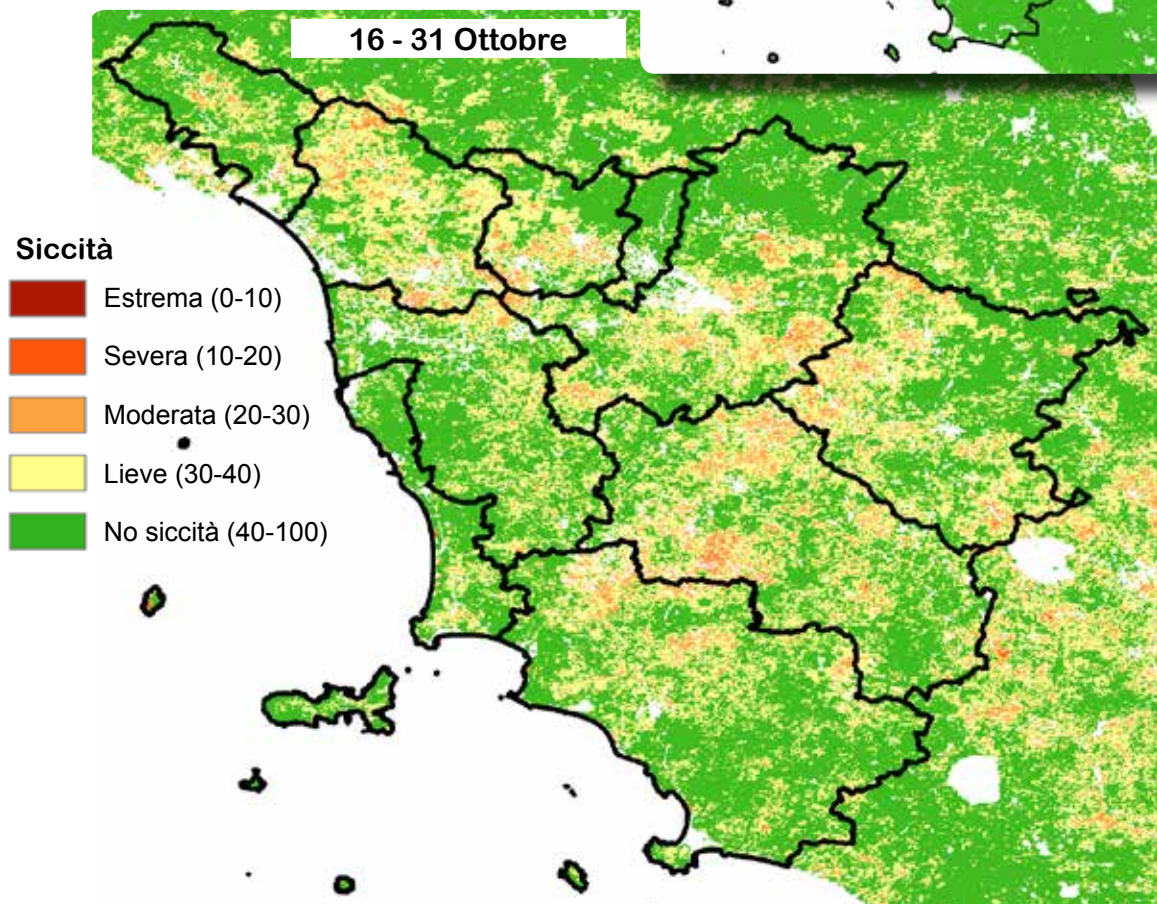 16 - 31 Ottobre
Siccità
Estrema (0-10)
Severa (10-20)
Moderata (20-30)
Lieve (30-40)
No siccità (40-100)